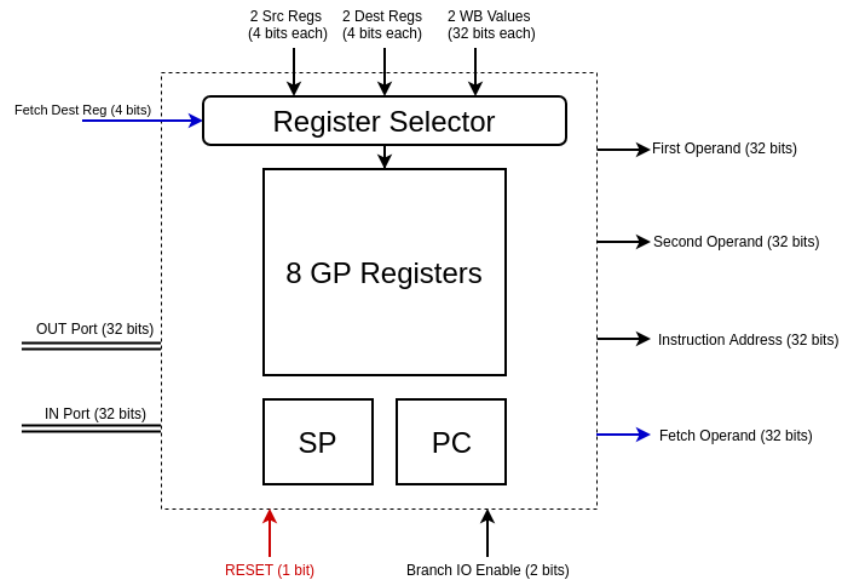 2 Src Regs
(4 bits each)
2 Dest Regs
(4 bits each)
2 WB Values
(32 bits each)
Fetch Dest Reg (4 bits)
Register Selector
First Operand (32 bits)
8 GP Registers
Second Operand (32 bits)
OUT Port (32 bits)
Instruction Address (32 bits)
IN Port (32 bits)
SP
PC
Fetch Operand (32 bits)
RESET (1 bit)
Branch IO Enable (2 bits)